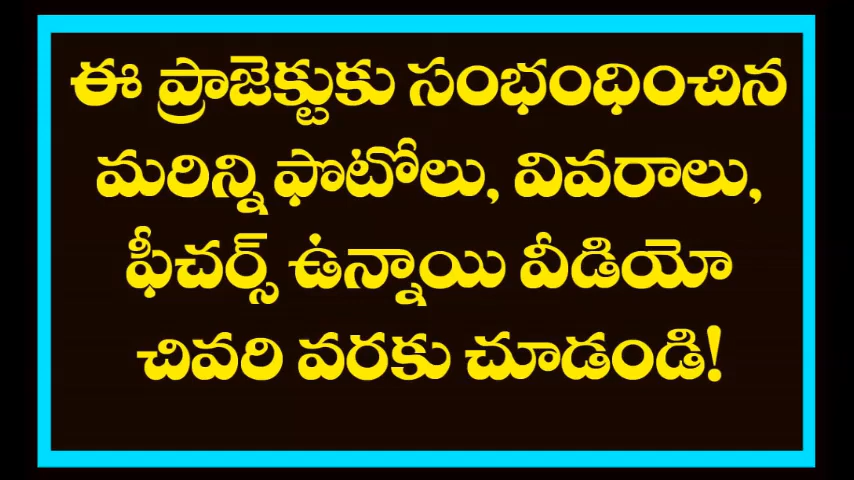 ఈ ప్రాజెక్టుకు సంభంధించిన
మరిన్ని ఫొటోలు, వివరాలు,
ఫీచర్స్ ఉన్నాయి వీడియో
చివరి వరకు చూడండి!